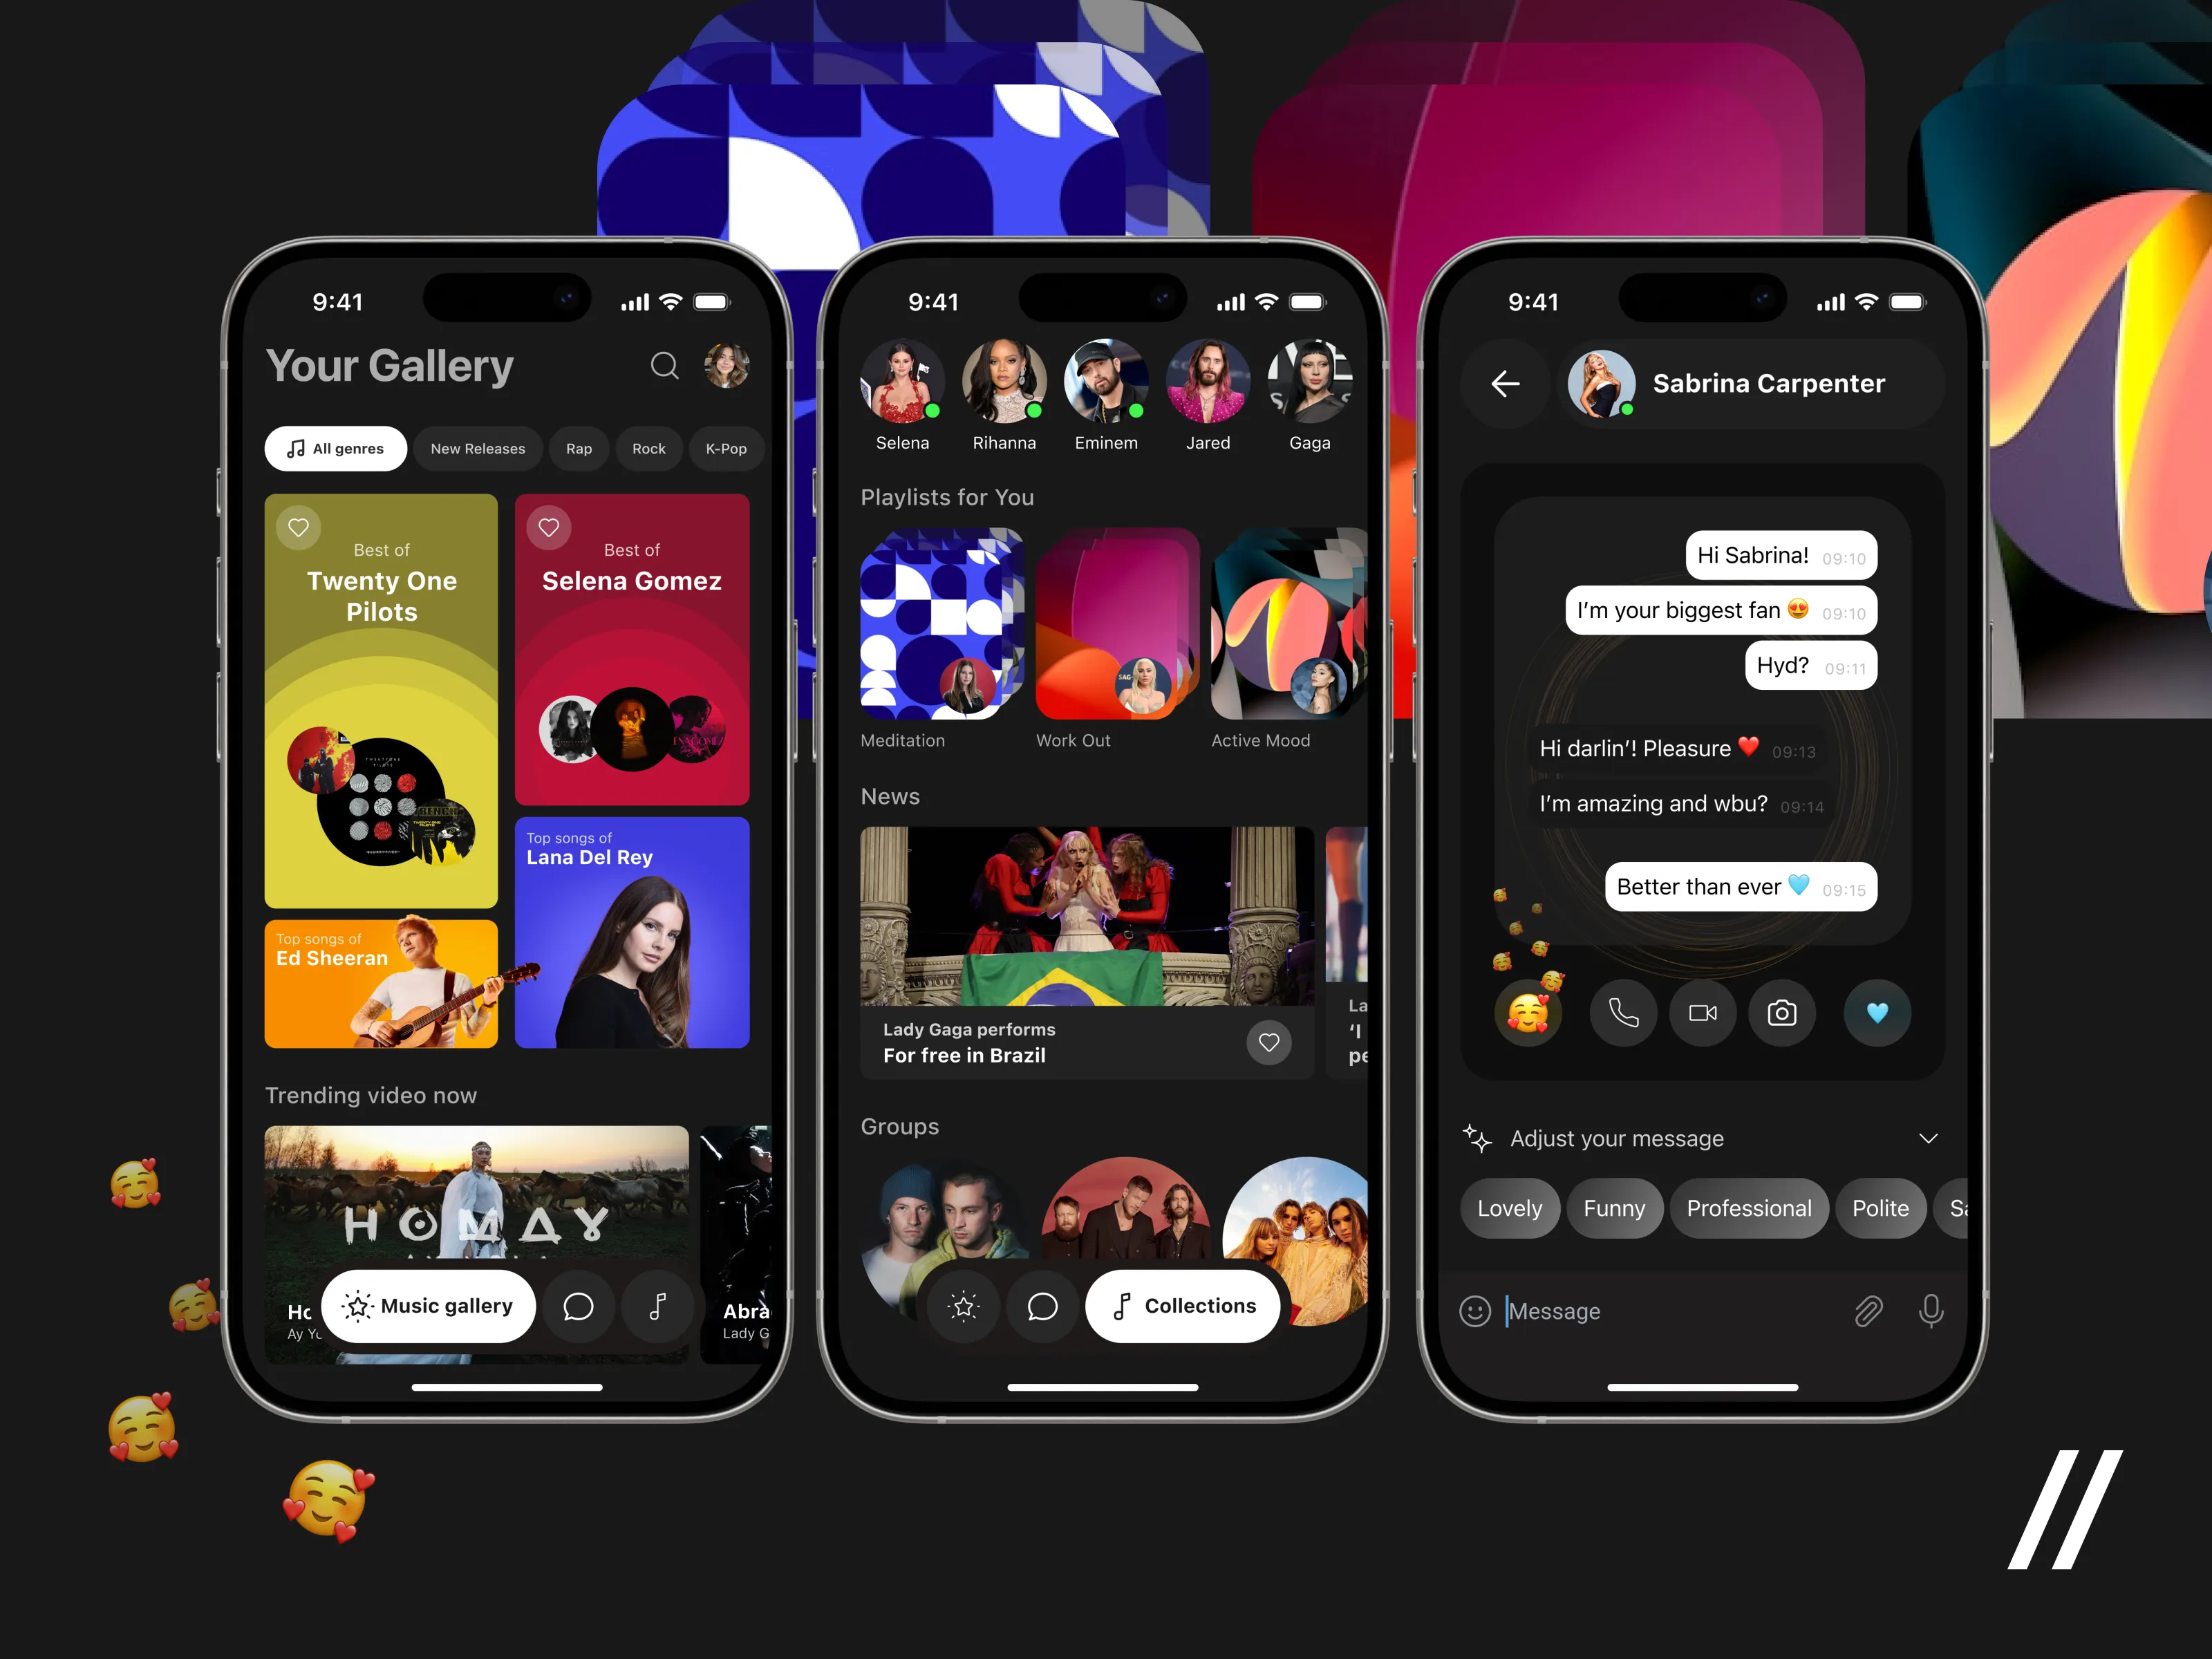 9:41
Your Gallery
All genres
New Releases
Rap
Rock
K-Pop
Best of
Twenty One
Pilots
Best of
Selena Gomez
Top songs of
Lana Del Rey
Top songs of
Ed Sheeran
Trending video now
HOMAY
Ho
Ay Yo
Abra
Lady G
Music gallery
9:41
Selena
Rihanna
Eminem
Jared
Gaga
Playlists for You
Meditation
Work Out
Active Mood
News
Lady Gaga performs
For free in Brazil
La
‘I
pe
Groups
Collections
9:41
Sabrina Carpenter
Hi Sabrina! 09:10
I’m your biggest fan 😍 09:10
Hyd? 09:11
Hi darlin’! Pleasure ❤️ 09:13
I’m amazing and wbu? 09:14
Better than ever 🩵 09:15
Adjust your message
Lovely
Funny
Professional
Polite
Sa
Message